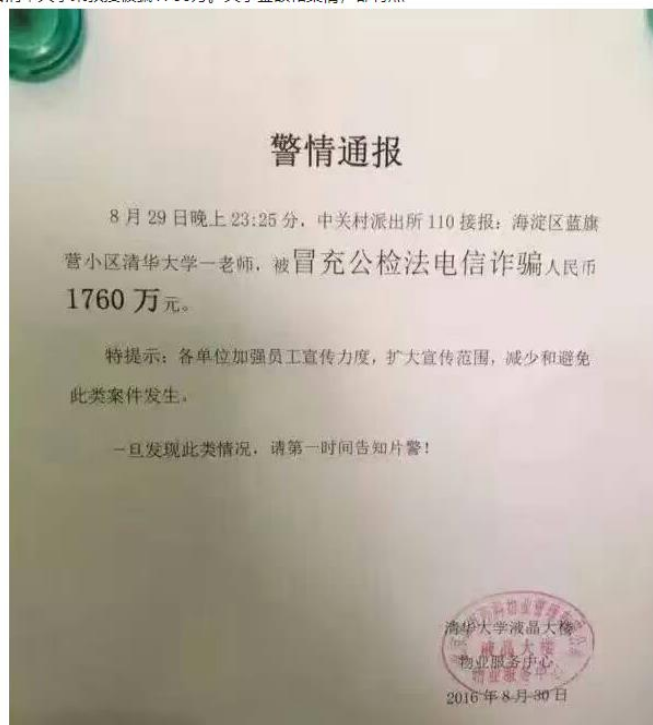 警情通报
8月29日晚上23:25分,中关村派出所110接报:海淀区蓝旗
营小区清华大学一老师,被冒充公检法电信诈骗人民币
1760万元。
特提示:各单位加强员工宣传力度,扩大宣传范围,减少和避免
此类案件发生。
一旦发现此类情况,请第一时间告知片警!
清华大学液晶大楼
物业服务中心
2016年8月30日